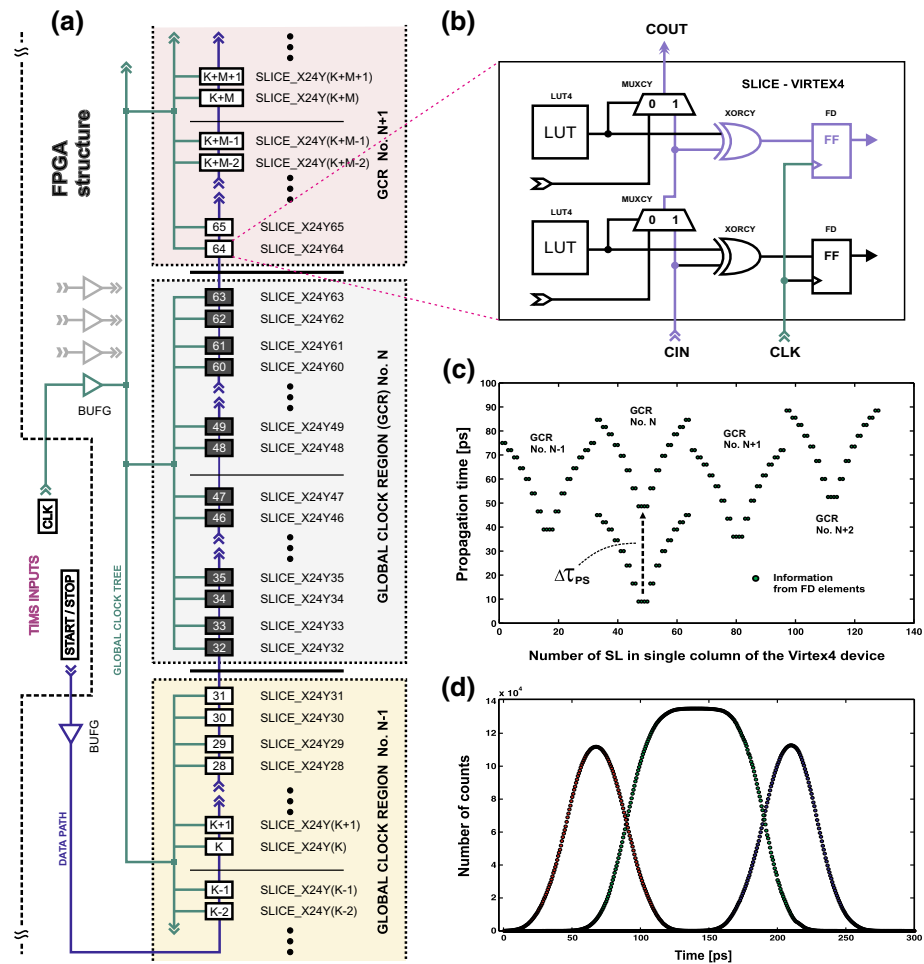 (a)
FPGA
structure
K+M+1 SLICE_X24Y(K+M+1)
K+M SLICE_X24Y(K+M)
K+M-1 SLICE_X24Y(K+M-1)
K+M-2 SLICE_X24Y(K+M-2)
65 SLICE_X24Y65
64 SLICE_X24Y64
GCR No. N+1
63 SLICE_X24Y63
62 SLICE_X24Y62
61 SLICE_X24Y61
60 SLICE_X24Y60
49 SLICE_X24Y49
48 SLICE_X24Y48
47 SLICE_X24Y47
46 SLICE_X24Y46
35 SLICE_X24Y35
34 SLICE_X24Y34
33 SLICE_X24Y33
32 SLICE_X24Y32
GLOBAL CLOCK REGION (GCR) No. N
31 SLICE_X24Y31
30 SLICE_X24Y30
29 SLICE_X24Y29
28 SLICE_X24Y28
K+1 SLICE_X24Y(K+1)
K SLICE_X24Y(K)
K-1 SLICE_X24Y(K-1)
K-2 SLICE_X24Y(K-2)
GLOBAL CLOCK REGION No. N-1
BUFG
CLK
TIMS INPUTS
START / STOP
GLOBAL CLOCK TREE
BUFG
DATA PATH
(b)
COUT
SLICE - VIRTEX4
MUXCY
LUT4
LUT
0 1
XORCY
FD
FF
MUXCY
LUT4
LUT
0 1
XORCY
FD
FF
CIN
CLK
(c)
Propagation time [ps]
100
90
80
70
60
50
40
30
20
10
0
0 20 40 60 80 100 120 140
GCR
No. N-1
GCR
No. N
GCR
No. N+1
GCR
No. N+2
ΔτPS
Information
from FD elements
Number of SL in single column of the Virtex4 device
(d)
x 10⁴
Number of counts
14
12
10
8
6
4
2
0
0 50 100 150 200 250 300
Time [ps]